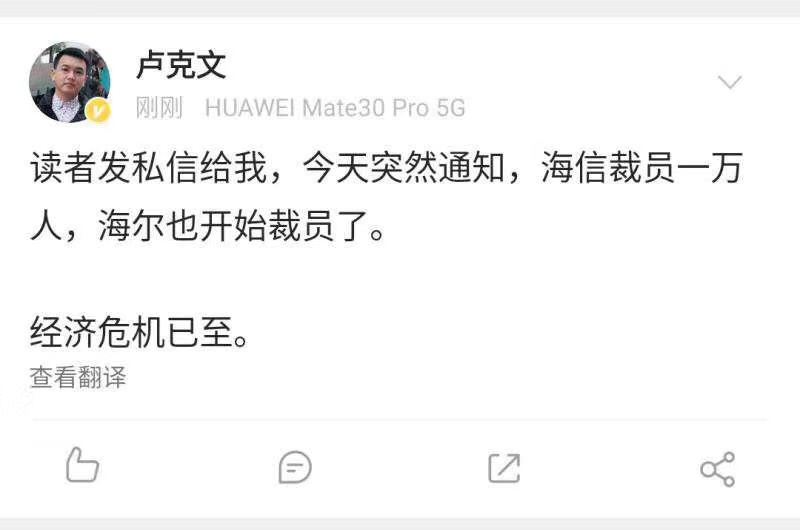 卢克文
刚刚 HUAWEI Mate30 Pro 5G
读者发私信给我，今天突然通知，海信裁员一万
人，海尔也开始裁员了。
经济危机已至。
查看翻译